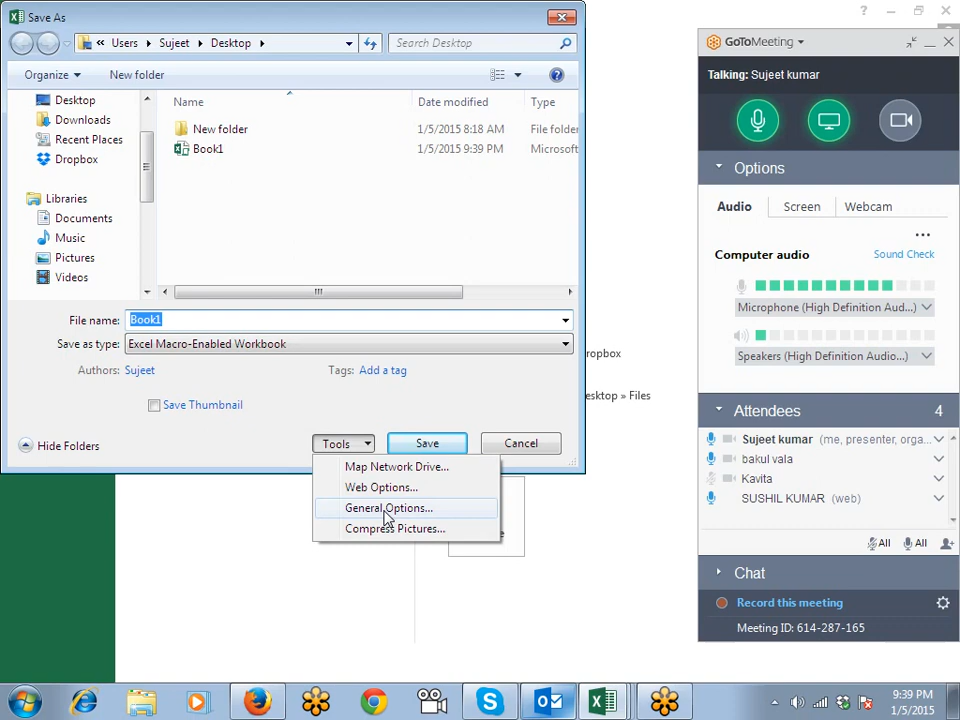 Save As
« Users Sujeet Desktop
Search Desktop
Organize
New folder
Name
Date modified
Type
Desktop
Downloads
Recent Places
Dropbox
Libraries
Documents
Music
Pictures
Videos
New folder
1/5/2015 8:18 AM
File folder
Book1
1/5/2015 9:39 PM
Microsoft
File name:
Book1
Save as type:
Excel Macro-Enabled Workbook
Authors:
Sujeet
Tags:
Add a tag
Save Thumbnail
Hide Folders
Tools
Save
Cancel
Map Network Drive...
Web Options...
General Options...
Compress Pictures...
ropbox
esktop » Files
GoToMeeting
Talking: Sujeet kumar
Options
Audio
Screen
Webcam
...
Computer audio
Sound Check
Microphone (High Definition Aud...)
Speakers (High Definition Audio...)
Attendees
4
Sujeet kumar (me, presenter, orga...
bakul vala
Kavita
SUSHIL KUMAR (web)
All
All
Chat
Record this meeting
Meeting ID: 614-287-165
9:39 PM
1/5/2015